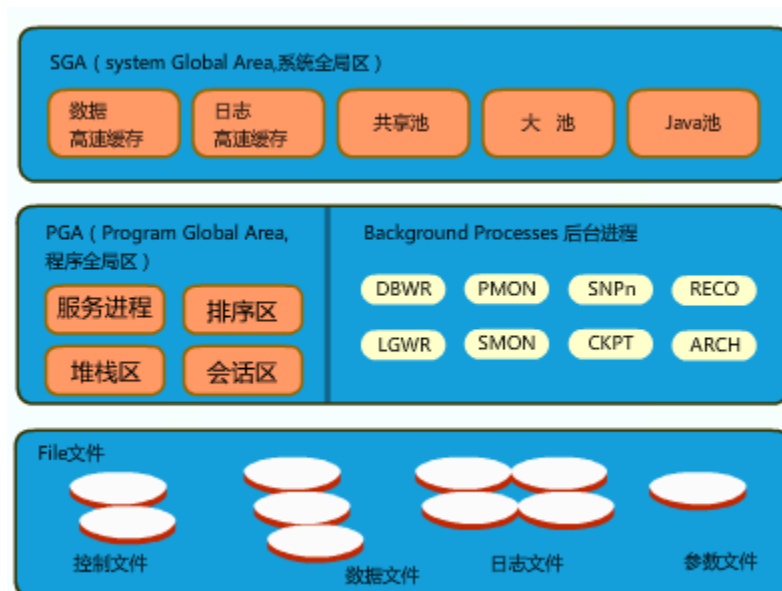 SGA（system Global Area,系统全局区）
数据
高速缓存
日志
高速缓存
共享池
大 池
Java池
PGA（Program Global Area,
程序全局区）
服务进程
排序区
堆栈区
会话区
Background Processes 后台进程
DBWR
PMON
SNPn
RECO
LGWR
SMON
CKPT
ARCH
File文件
控制文件
数据文件
日志文件
参数文件